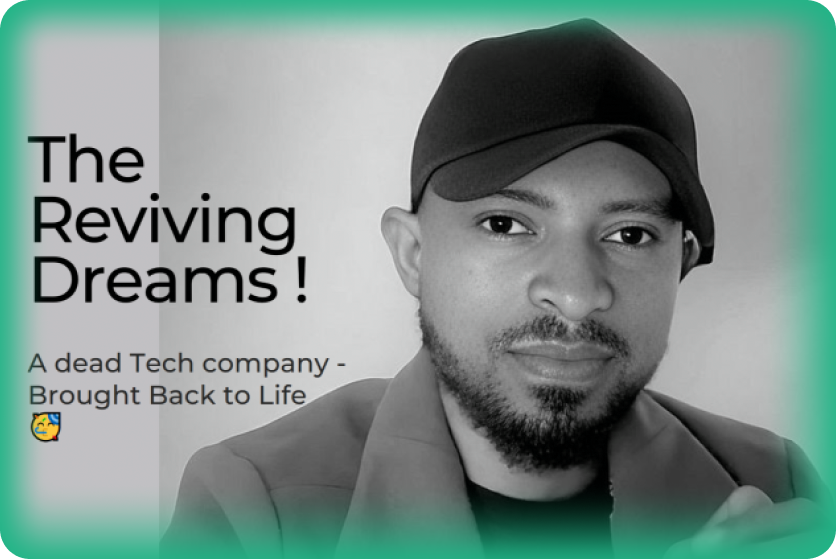 The
Reviving
Dreams !
A dead Tech company -
Brought Back to Life
🥳